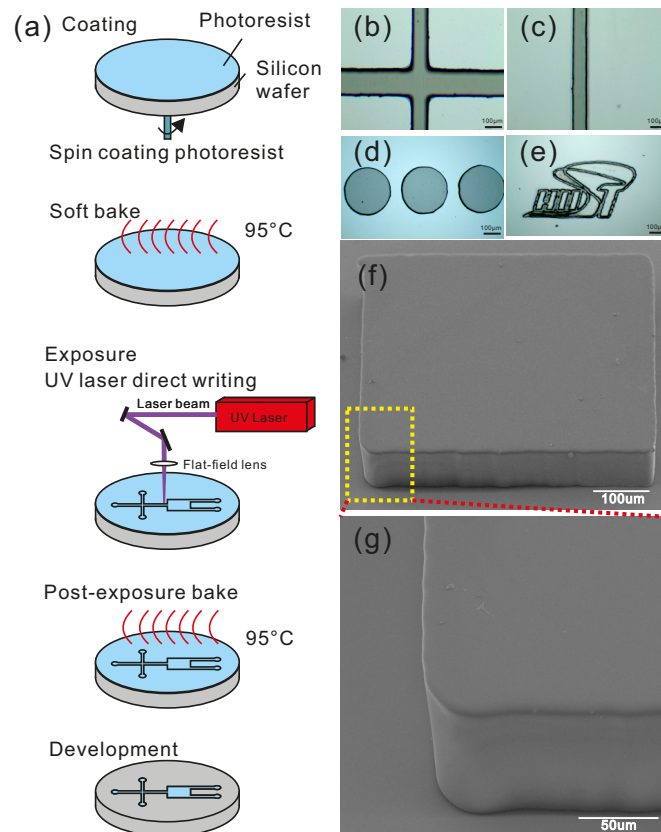 (a)
Coating
Photoresist
Silicon
wafer
Spin coating photoresist
Soft bake
95°C
Exposure
UV laser direct writing
Laser beam
UV Laser
Flat-field lens
Post-exposure bake
95°C
Development
(b)
100μm
(c)
100μm
(d)
100μm
(e)
100μm
(f)
100um
(g)
50um